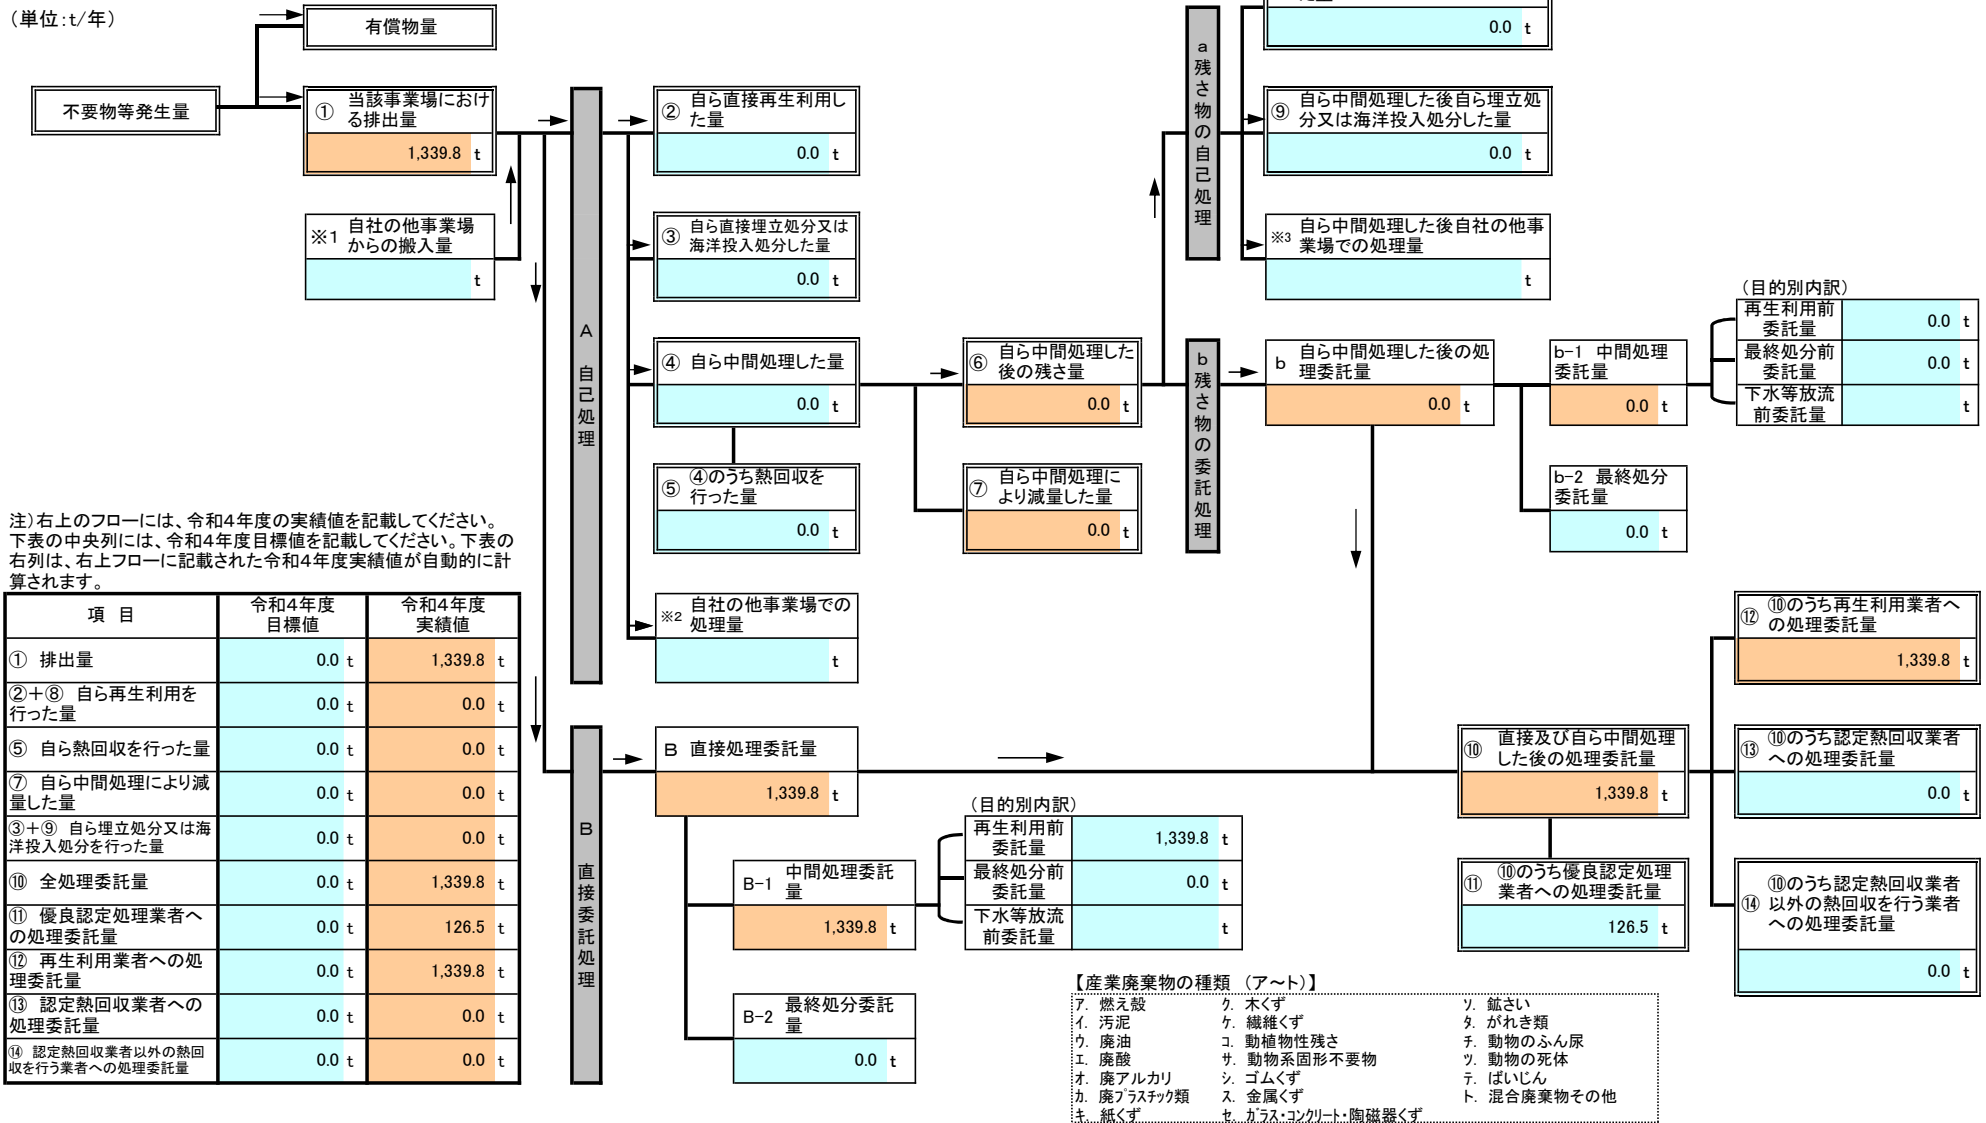 （単位：t/年）
有償物量
不要物等発生量
① 当該事業場におけ
る排出量
1,339.8 t
※1 自社の他事業場
からの搬入量
t
A 自己処理
② 自ら直接再生利用し
た量
0.0 t
③ 自ら直接埋立処分又は
海洋投入処分した量
0.0 t
④ 自ら中間処理した量
0.0 t
⑤ ④のうち熱回収を
行った量
0.0 t
※2 自社の他事業場での
処理量
t
⑥ 自ら中間処理した
後の残さ量
0.0 t
⑦ 自ら中間処理に
より減量した量
0.0 t
a 残さ物の自己処理
0.0 t
⑨ 自ら中間処理した後自ら埋立処
分又は海洋投入処分した量
0.0 t
※3 自ら中間処理した後自社の他事
業場での処理量
t
b 残さ物の委託処理
b 自ら中間処理した後の処
理委託量
0.0 t
b-1 中間処理
委託量
0.0 t
b-2 最終処分
委託量
0.0 t
（目的別内訳）
再生利用前
委託量 0.0 t
最終処分前
委託量 0.0 t
下水等放流
前委託量 t
注）右上のフローには、令和4年度の実績値を記載してください。
下表の中央列には、令和4年度目標値を記載してください。下表の
右列は、右上フローに記載された令和4年度実績値が自動的に計
算されます。
項 目 令和4年度
目標値 令和4年度
実績値
① 排出量 0.0 t 1,339.8 t
②＋⑧ 自ら再生利用を
行った量 0.0 t 0.0 t
⑤ 自ら熱回収を行った量 0.0 t 0.0 t
⑦ 自ら中間処理により減
量した量 0.0 t 0.0 t
③＋⑨ 自ら埋立処分又は海
洋投入処分を行った量 0.0 t 0.0 t
⑩ 全処理委託量 0.0 t 1,339.8 t
⑪ 優良認定処理業者へ
の処理委託量 0.0 t 126.5 t
⑫ 再生利用業者への処
理委託量 0.0 t 1,339.8 t
⑬ 認定熱回収業者への
処理委託量 0.0 t 0.0 t
⑭ 認定熱回収業者以外の熱回
収を行う業者への処理委託量 0.0 t 0.0 t
B 直接委託処理
B 直接処理委託量
1,339.8 t
B-1 中間処理委託
量
1,339.8 t
B-2 最終処分委託
量
0.0 t
（目的別内訳）
再生利用前
委託量 1,339.8 t
最終処分前
委託量 0.0 t
下水等放流
前委託量 t
⑩ 直接及び自ら中間処理
した後の処理委託量
1,339.8 t
⑪ ⑩のうち優良認定処理
業者への処理委託量
126.5 t
⑫ ⑩のうち再生利用業者へ
の処理委託量
1,339.8 t
⑬ ⑩のうち認定熱回収業者
への処理委託量
0.0 t
⑭ ⑩のうち認定熱回収業者
以外の熱回収を行う業者
への処理委託量
0.0 t
【産業廃棄物の種類 （ア～ト）】
ア. 燃え殻 ク. 木くず ソ. 鉱さい
イ. 汚泥 ケ. 繊維くず タ. がれき類
ウ. 廃油 コ. 動植物性残さ チ. 動物のふん尿
エ. 廃酸 サ. 動物系固形不要物 ツ. 動物の死体
オ. 廃アルカリ シ. ゴムくず テ. ばいじん
カ. 廃プラスチック類 ス. 金属くず ト. 混合廃棄物その他
キ. 紙くず セ. ガラス・コンクリート・陶磁器くず